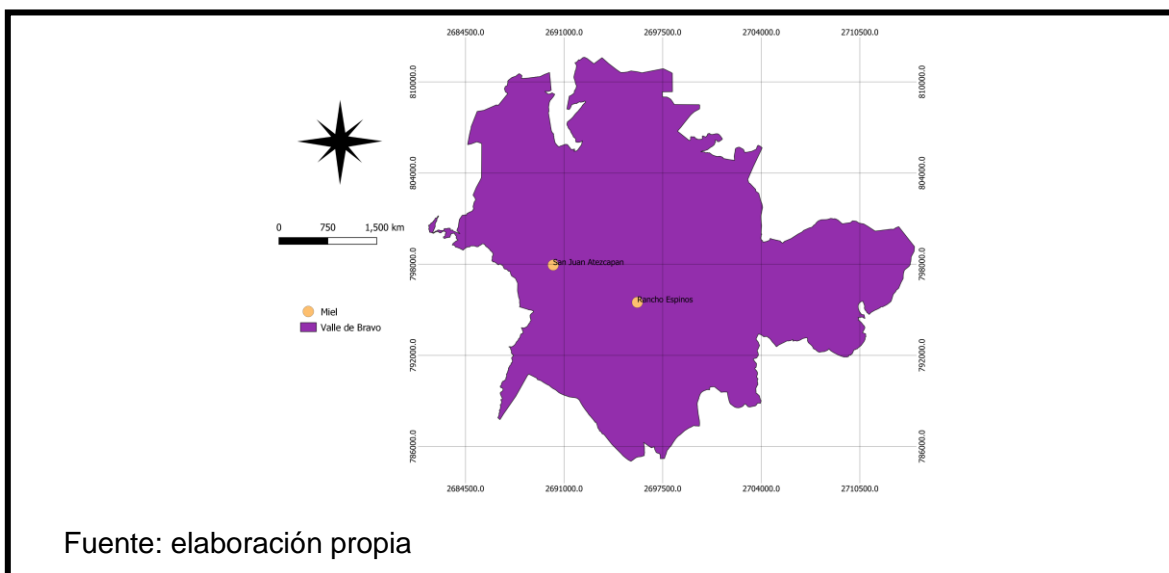 2684500.0 2691000.0 2697500.0 2704000.0 2710500.0
810000.0 810000.0
804000.0 804000.0
0 750 1,500 km
798000.0 San Juan Atezcapan 798000.0
Rancho Espinos
Miel
Valle de Bravo
792000.0 792000.0
786000.0 786000.0
2684500.0 2691000.0 2697500.0 2704000.0 2710500.0
Fuente: elaboración propia